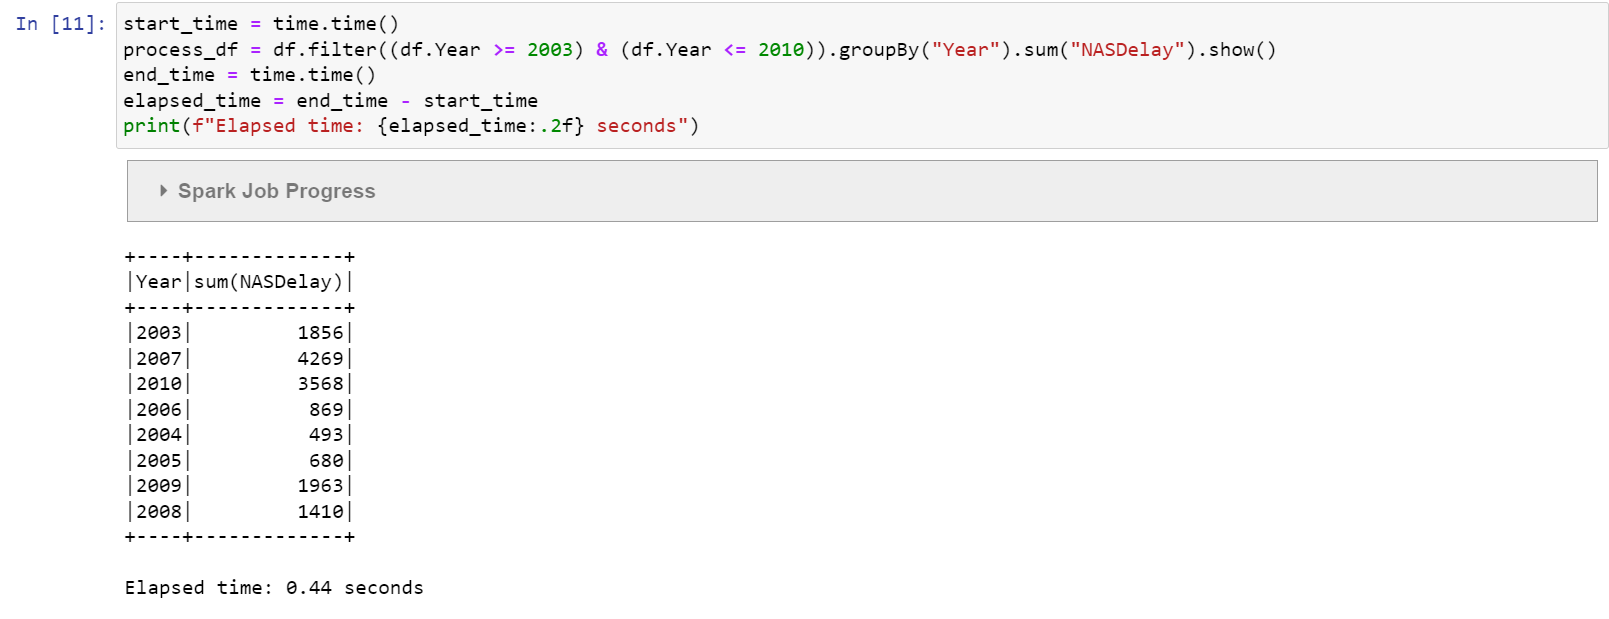 In [11]:
start_time = time.time()
process_df = df.filter((df.Year >= 2003) & (df.Year <= 2010)).groupBy("Year").sum("NASDelay").show()
end_time = time.time()
elapsed_time = end_time - start_time
print(f"Elapsed time: {elapsed_time:.2f} seconds")
Spark Job Progress
+----+-------------+
|Year|sum(NASDelay)|
+----+-------------+
|2003|         1856|
|2007|         4269|
|2010|         3568|
|2006|          869|
|2004|          493|
|2005|          680|
|2009|         1963|
|2008|         1410|
+----+-------------+
Elapsed time: 0.44 seconds